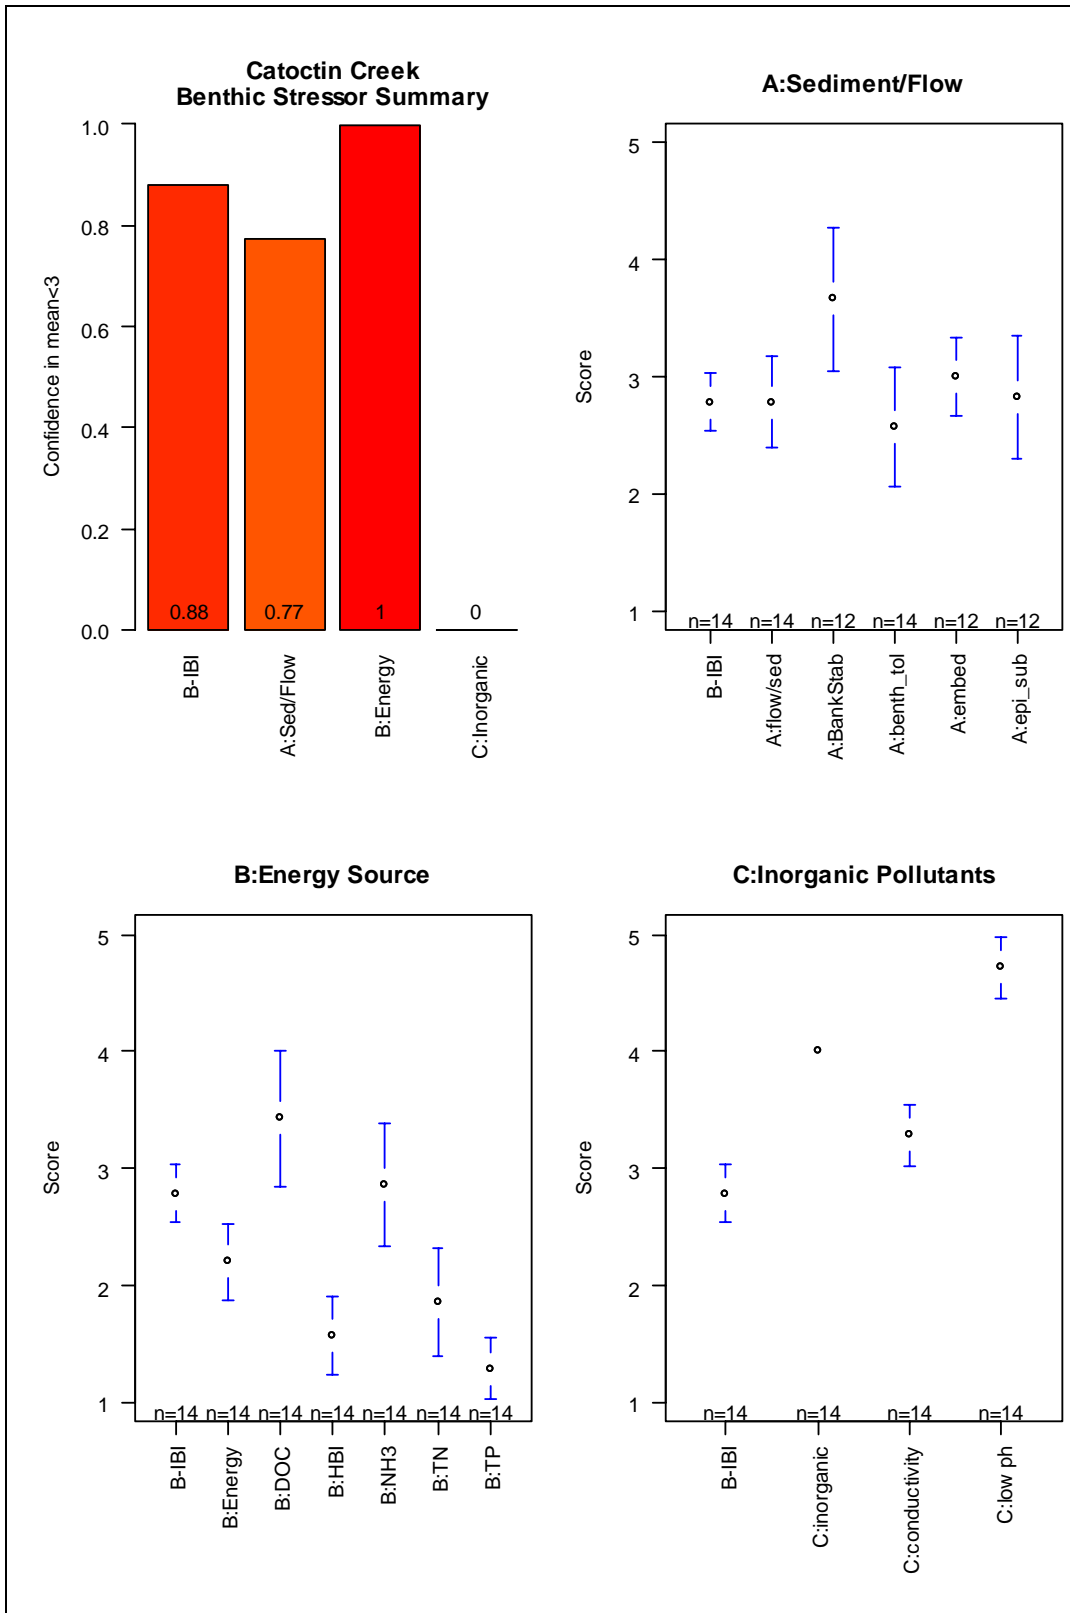 Catoctin Creek
Benthic Stressor Summary
Confidence in mean<3
1.0
0.8
0.6
0.4
0.2
0.0
0.88
0.77
1
0
B-IBI
A:Sed/Flow
B:Energy
C:Inorganic
A:Sediment/Flow
Score
5
4
3
2
1
n=14
n=14
n=12
n=14
n=12
n=12
B-IBI
A:flow/sed
A:BankStab
A:benth_tol
A:embed
A:epi_sub
B:Energy Source
Score
5
4
3
2
1
n=14
n=14
n=14
n=14
n=14
n=14
n=14
B-IBI
B:Energy
B:DOC
B:HBI
B:NH3
B:TN
B:TP
C:Inorganic Pollutants
Score
5
4
3
2
1
n=14
n=14
n=14
n=14
B-IBI
C:inorganic
C:conductivity
C:low ph